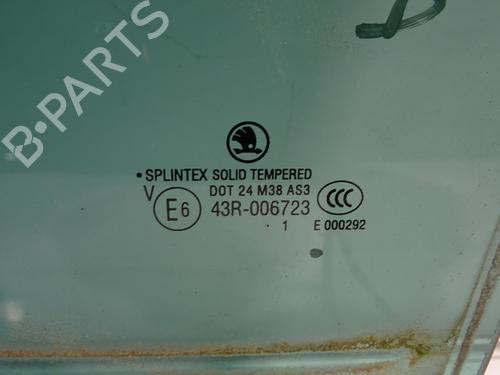 B-PARTS
• SPLINTEX SOLID TEMPERED
V
DOT 24 M38 AS3
E6
43R-006723
CCC
1
E 000292